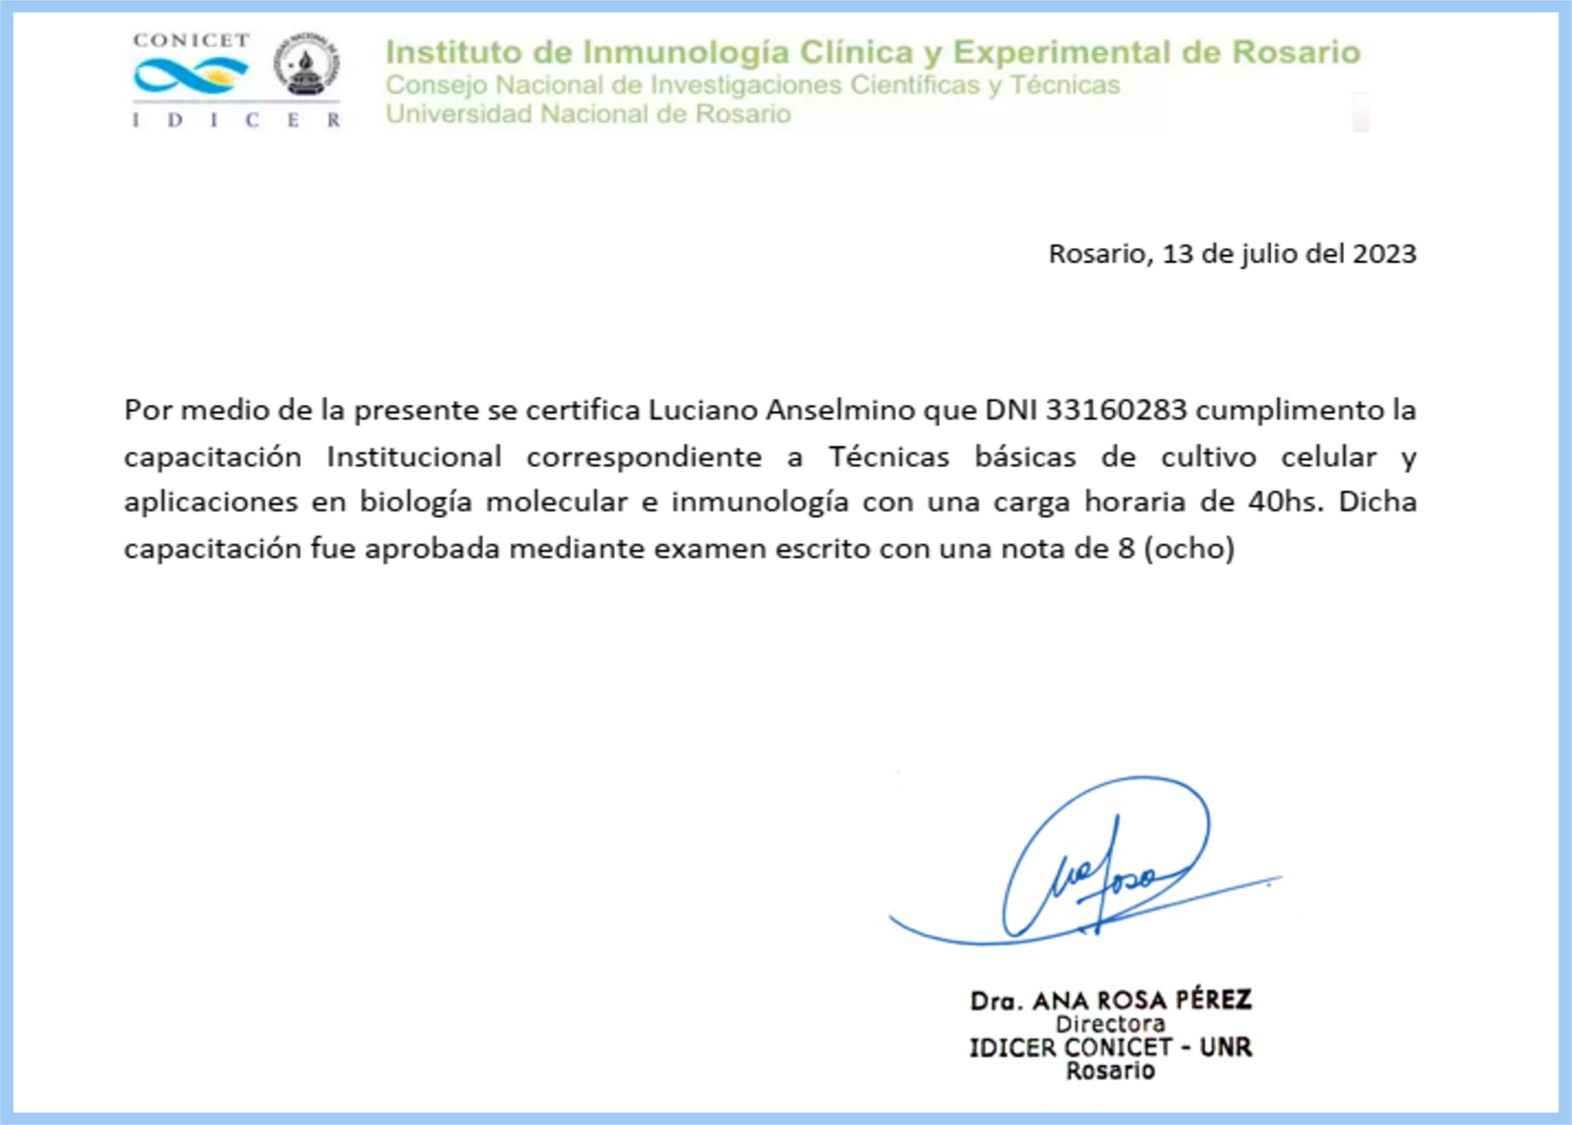 CONICET
UNIVERSIDAD NACIONAL DE ROSARIO
I D I C E R
Instituto de Inmunología Clínica y Experimental de Rosario
Consejo Nacional de Investigaciones Científicas y Técnicas
Universidad Nacional de Rosario
Rosario, 13 de julio del 2023
Por medio de la presente se certifica Luciano Anselmino que DNI 33160283 cumplimento la
capacitación Institucional correspondiente a Técnicas básicas de cultivo celular y
aplicaciones en biología molecular e inmunología con una carga horaria de 40hs. Dicha
capacitación fue aprobada mediante examen escrito con una nota de 8 (ocho)
Dra. ANA ROSA PÉREZ
Directora
IDICER CONICET - UNR
Rosario